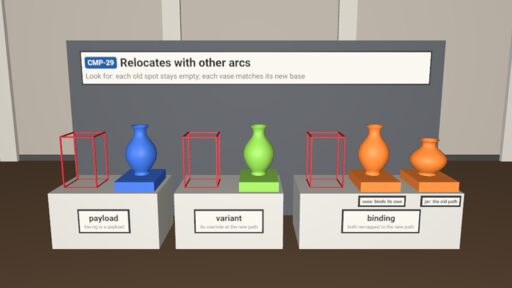 CMP-29 Relocates with other arcs
Look for: each old spot stays empty; each vase matches its new base
vase: binds its own
jar: the old path
payload
the rig is a payload
variant
its override at the new path
binding
both remapped to the new path